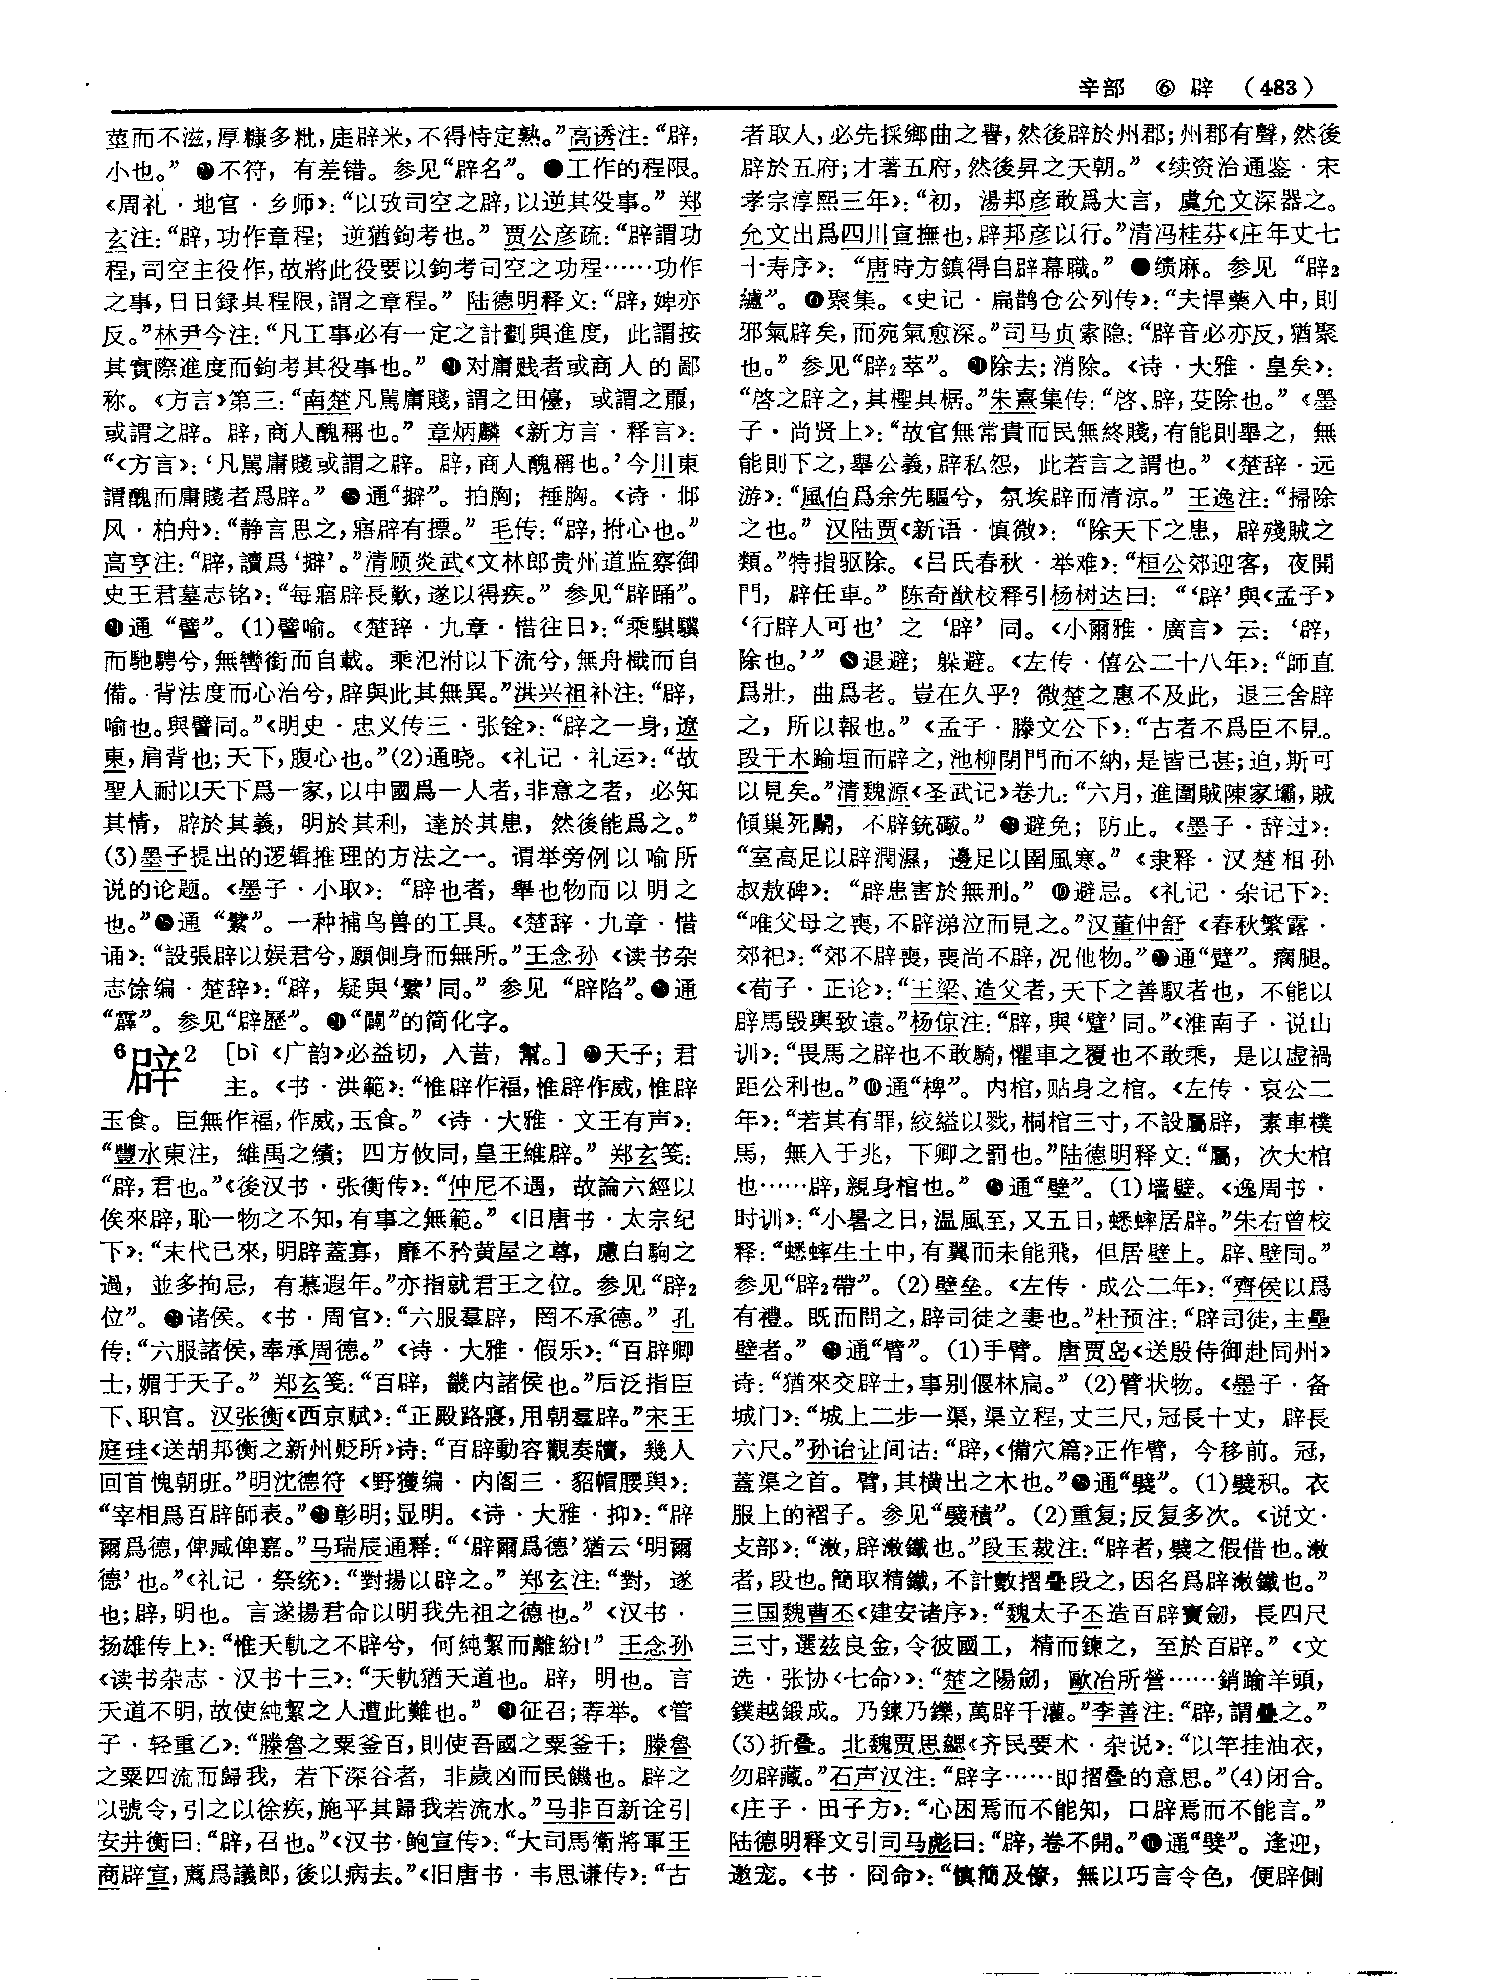 辛部 ⑥ 辟 （483）
莖而不滋，厚糠多粃，庣辟米，不得恃定熟。”高诱注：“辟，
小也。” 不符，有差错。参见“辟名”。 工作的程限。
《周礼·地官·乡师》：“以攷司空之辟，以逆其役事。” 郑
玄注：“辟，功作章程；逆猶鉤考也。” 贾公彦疏：“辟謂功
程，司空主役作，故將此役要以鉤考司空之功程……功作
之事，日日録其程限，謂之章程。” 陆德明释文：“辟，婢亦
反。”林尹今注：“凡工事必有一定之計劃與進度，此謂按
其實際進度而鉤考其役事也。” 对庸贱者或商人的鄙
称。《方言》第三：“南楚凡駡庸賤，謂之田儓，或謂之㔮，
或謂之辟。辟，商人醜稱也。” 章炳麟《新方言·释言》：
“《方言》：‘凡駡庸賤或謂之辟。辟，商人醜稱也。’今川東
謂醜而庸賤者爲辟。” 通“擗”。拍胸；捶胸。《诗·邶
风·柏舟》：“静言思之，寤辟有摽。” 毛传：“辟，拊心也。”
高亨注：“辟，讀爲‘擗’。”清顾炎武《文林郎贵州道监察御
史王君墓志铭》：“每寤辟長歎，遂以得疾。” 参见“辟踊”。
通“譬”。(1)譬喻。《楚辞·九章·惜往日》：“乘騏驥
而馳騁兮，無轡銜而自載。乘氾泭以下流兮，無舟檝而自
備。背法度而心治兮，辟與此其無異。”洪兴祖补注：“辟，
喻也。與譬同。”《明史·忠义传三·张铨》：“辟之一身，遼
東，肩背也；天下，腹心也。”(2)通晓。《礼记·礼运》：“故
聖人耐以天下爲一家，以中國爲一人者，非意之者，必知
其情，辟於其義，明於其利，達於其患，然後能爲之。”
(3)墨子提出的逻辑推理的方法之一。谓举旁例以喻所
说的论题。《墨子·小取》：“辟也者，舉也物而以明之
也。” 通“繴”。一种捕鸟兽的工具。《楚辞·九章·惜
诵》：“設張辟以娱君兮，願側身而無所。”王念孙《读书杂
志馀编·楚辞》：“辟，疑與‘繴’同。” 参见“辟陷”。 通
“霹”。参见“辟歷”。 “闢”的简化字。
⁶辟2 [bì《广韵》必益切，入昔，幫。] 天子；君
主。《书·洪範》：“惟辟作福，惟辟作威，惟辟
玉食。臣無作福，作威，玉食。” 《诗·大雅·文王有声》：
“豐水東注，維禹之績；四方攸同，皇王維辟。” 郑玄笺：
“辟，君也。”《後汉书·张衡传》：“仲尼不遇，故論六經以
俟來辟，恥一物之不知，有事之無範。” 《旧唐书·太宗纪
下》：“末代已來，明辟蓋寡，靡不矜黄屋之尊，慮白駒之
過，並多拘忌，有慕遐年。”亦指就君王之位。参见“辟2
位”。 诸侯。《书·周官》：“六服羣辟，罔不承德。” 孔
传：“六服諸侯，奉承周德。” 《诗·大雅·假乐》：“百辟卿
士，媚于天子。” 郑玄笺：“百辟，畿内諸侯也。”后泛指臣
下、职官。汉张衡《西京赋》：“正殿路寢，用朝羣辟。”宋王
庭珪《送胡邦衡之新州贬所》诗：“百辟動容觀奏牘，幾人
回首愧朝班。”明沈德符《野獲编·内阁三·貂帽腰舆》：
“宰相爲百辟師表。” 彰明；显明。《诗·大雅·抑》：“辟
爾爲德，俾臧俾嘉。”马瑞辰通释：“‘辟爾爲德’猶云‘明爾
德’也。”《礼记·祭统》：“對揚以辟之。” 郑玄注：“對，遂
也；辟，明也。言遂揚君命以明我先祖之德也。” 《汉书·
扬雄传上》：“惟天軌之不辟兮，何純絜而離紛！” 王念孙
《读书杂志·汉书十三》：“天軌猶天道也。辟，明也。言
天道不明，故使純絜之人遭此難也。” 征召；荐举。《管
子·轻重乙》：“滕魯之粟釜百，則使吾國之粟釜千；滕魯
之粟四流而歸我，若下深谷者，非歲凶而民饑也。辟之
以號令，引之以徐疾，施平其歸我若流水。”马非百新诠引
安井衡曰：“辟，召也。”《汉书·鲍宣传》：“大司馬衛將軍王
商辟宣，薦爲議郎，後以病去。”《旧唐书·韦思谦传》：“古
者取人，必先採鄉曲之譽，然後辟於州郡；州郡有聲，然後
辟於五府；才著五府，然後昇之天朝。” 《续资治通鉴·宋
孝宗淳熙三年》：“初，湯邦彦敢爲大言，虞允文深器之。
允文出爲四川宣撫也，辟邦彦以行。”清冯桂芬《庄年丈七
十寿序》：“唐時方鎮得自辟幕職。” 绩麻。参见 “辟2
纑”。 聚集。《史记·扁鹊仓公列传》：“夫悍藥入中，則
邪氣辟矣，而宛氣愈深。”司马贞索隐：“辟音必亦反，猶聚
也。” 参见“辟2萃”。 除去；消除。《诗·大雅·皇矣》：
“啓之辟之，其檉其椐。”朱熹集传：“啓、辟，芟除也。” 《墨
子·尚贤上》：“故官無常貴而民無終賤，有能則舉之，無
能則下之，舉公義，辟私怨，此若言之謂也。” 《楚辞·远
游》：“風伯爲余先驅兮，氛埃辟而清凉。” 王逸注：“掃除
之也。” 汉陆贾《新语·慎微》：“除天下之患，辟殘賊之
類。”特指驱除。《吕氏春秋·举难》：“桓公郊迎客，夜開
門，辟任車。” 陈奇猷校释引杨树达曰：“‘辟’與《孟子》
‘行辟人可也’之‘辟’同。《小爾雅·廣言》云：‘辟，
除也。’” 退避；躲避。《左传·僖公二十八年》：“師直
爲壯，曲爲老。豈在久乎？微楚之惠不及此，退三舍辟
之，所以報也。” 《孟子·滕文公下》：“古者不爲臣不見。
段干木踰垣而辟之，池柳閉門而不納，是皆已甚；迫，斯可
以見矣。”清魏源《圣武记》卷九：“六月，進圍賊陳家壩，賊
傾巢死鬭，不辟銃礮。” 避免；防止。《墨子·辞过》：
“室高足以辟潤濕，邊足以圉風寒。” 《隶释·汉楚相孙
叔敖碑》：“辟患害於無刑。” 避忌。《礼记·杂记下》：
“唯父母之喪，不辟涕泣而見之。”汉董仲舒《春秋繁露·
郊祀》：“郊不辟喪，喪尚不辟，况他物。” 通“躄”。瘸腿。
《荀子·正论》：“王梁、造父者，天下之善馭者也，不能以
辟馬毁輿致遠。”杨倞注：“辟，與‘躄’同。”《淮南子·说山
训》：“畏馬之辟也不敢騎，懼車之覆也不敢乘，是以虚禍
距公利也。” 通“椑”。内棺，贴身之棺。《左传·哀公二
年》：“若其有罪，絞縊以戮，桐棺三寸，不設屬辟，素車樸
馬，無入于兆，下卿之罰也。”陆德明释文：“屬，次大棺
也……辟，親身棺也。” 通“壁”。(1)墙壁。《逸周书·
时训》：“小暑之日，温風至，又五日，蟋蟀居辟。”朱右曾校
释：“蟋蟀生土中，有翼而未能飛，但居壁上。辟、壁同。”
参见“辟2帶”。(2)壁垒。《左传·成公二年》：“齊侯以爲
有禮。既而問之，辟司徒之妻也。”杜预注：“辟司徒，主壘
壁者。” 通“臂”。(1)手臂。唐贾岛《送殷侍御赴同州》
诗：“猶來交辟士，事别偃林扃。” (2)臂状物。《墨子·备
城门》：“城上二步一渠，渠立程，丈三尺，冠長十丈，辟長
六尺。”孙诒让间诂：“辟，《備穴篇》正作臂，今移前。冠，
蓋渠之首。臂，其横出之木也。” 通“襞”。(1)襞积。衣
服上的褶子。参见“襞積”。(2)重复；反复多次。《说文·
攴部》：“潄，辟潄鐵也。”段玉裁注：“辟者，襞之假借也。潄
者，段也。簡取精鐵，不計數摺疊段之，因名爲辟潄鐵也。”
三国魏曹丕《建安诸序》：“魏太子丕造百辟寶劒，長四尺
三寸，選兹良金，令彼國工，精而鍊之，至於百辟。” 《文
选·张协〈七命〉》：“楚之陽劒，歐冶所營……銷踰羊頭，
鏷越鍛成。乃鍊乃鑠，萬辟千灌。”李善注：“辟，謂疊之。”
(3)折叠。北魏贾思勰《齐民要术·杂说》：“以竿挂油衣，
勿辟藏。”石声汉注：“辟字……即摺疊的意思。”(4)闭合。
《庄子·田子方》：“心困焉而不能知，口辟焉而不能言。”
陆德明释文引司马彪曰：“辟，卷不開。” 通“嬖”。逢迎，
邀宠。《书·冏命》：“慎簡乃僚，無以巧言令色，便辟側